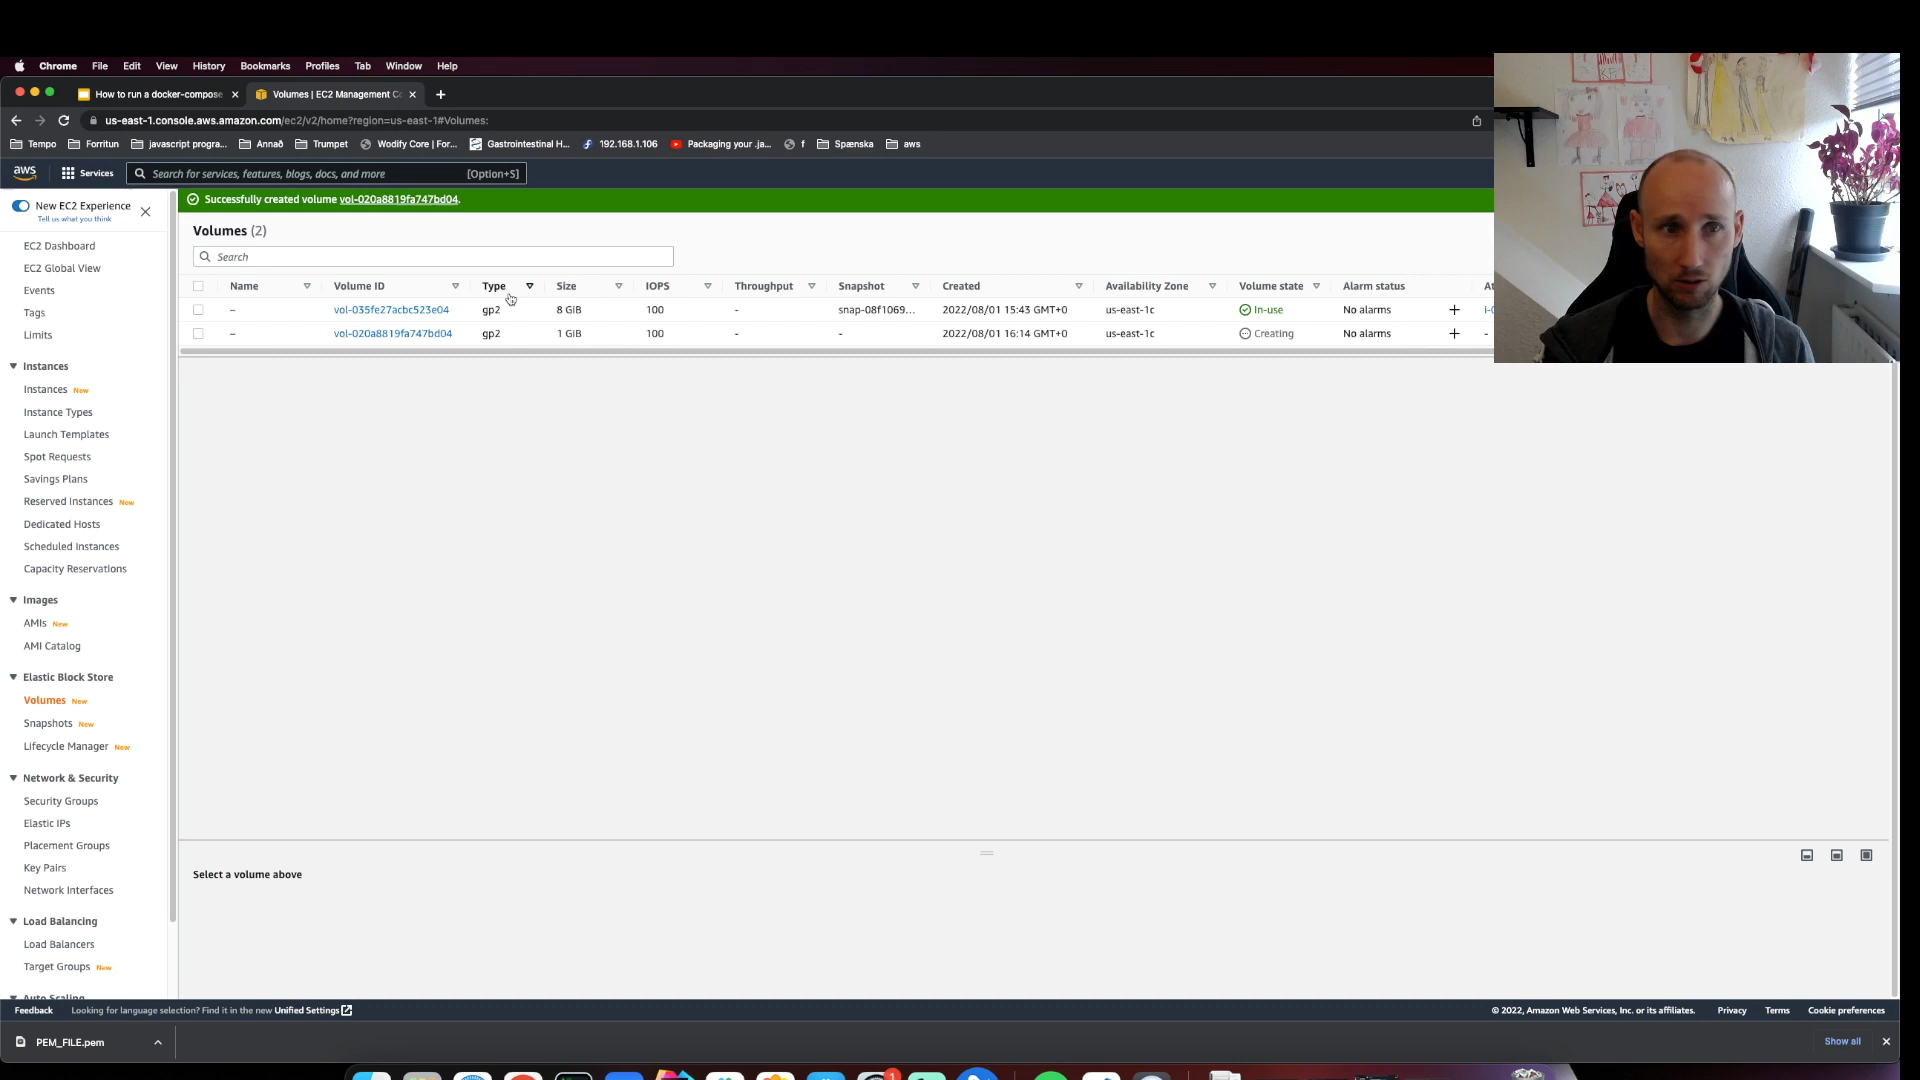 Chrome File Edit View History Bookmarks Profiles Tab Window Help
How to run a docker-compose
Volumes | EC2 Management Co
us-east-1.console.aws.amazon.com/ec2/v2/home?region=us-east-1#Volumes:
Tempo Forritun javascript progra... Annað Trumpet Wodify Core | For... Gastrointestinal H... 192.168.1.106 Packaging your .ja... f Spænska aws
aws Services Search for services, features, blogs, docs, and more [Option+S]
New EC2 Experience
Tell us what you think
EC2 Dashboard
EC2 Global View
Events
Tags
Limits
Instances
Instances New
Instance Types
Launch Templates
Spot Requests
Savings Plans
Reserved Instances New
Dedicated Hosts
Scheduled Instances
Capacity Reservations
Images
AMIs New
AMI Catalog
Elastic Block Store
Volumes New
Snapshots New
Lifecycle Manager New
Network & Security
Security Groups
Elastic IPs
Placement Groups
Key Pairs
Network Interfaces
Load Balancing
Load Balancers
Target Groups New
Auto Scaling
Successfully created volume vol-020a8819fa747bd04.
Volumes (2)
Search
Name Volume ID Type Size IOPS Throughput Snapshot Created Availability Zone Volume state Alarm status At
– vol-035fe27acbc523e04 gp2 8 GiB 100 - snap-08f1069... 2022/08/01 15:43 GMT+0 us-east-1c In-use No alarms + i-0
– vol-020a8819fa747bd04 gp2 1 GiB 100 - - 2022/08/01 16:14 GMT+0 us-east-1c Creating No alarms + -
Select a volume above
Feedback Looking for language selection? Find it in the new Unified Settings © 2022, Amazon Web Services, Inc. or its affiliates. Privacy Terms Cookie preferences
PEM_FILE.pem Show all
1